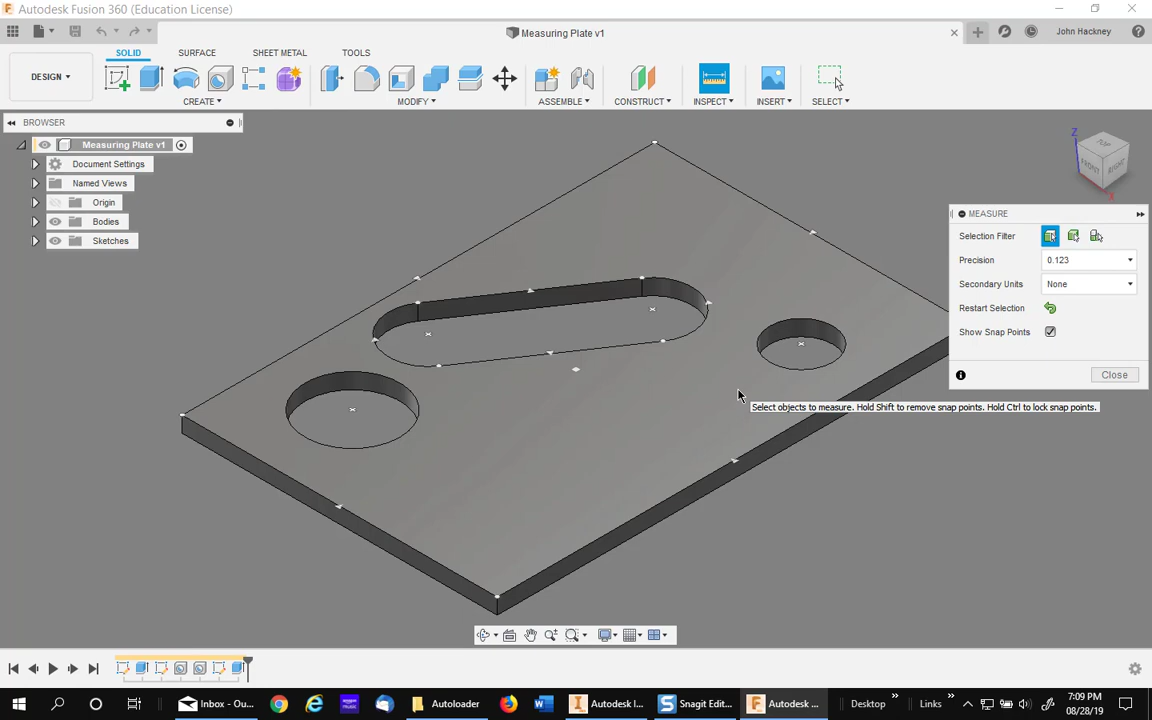 Autodesk Fusion 360 (Education License)
Measuring Plate v1
John Hackney
SOLID SURFACE SHEET METAL TOOLS
DESIGN
CREATE MODIFY ASSEMBLE CONSTRUCT INSPECT INSERT SELECT
BROWSER
Measuring Plate v1
Document Settings
Named Views
Origin
Bodies
Sketches
Z
TOP
FRONT
RIGHT
X
MEASURE
Selection Filter
Precision 0.123
Secondary Units None
Restart Selection
Show Snap Points
Close
Select objects to measure. Hold Shift to remove snap points. Hold Ctrl to lock snap points.
Inbox - Ou...
Autoloader
Autodesk I...
Snagit Edit...
Autodesk ...
Desktop
Links
7:09 PM
08/28/19